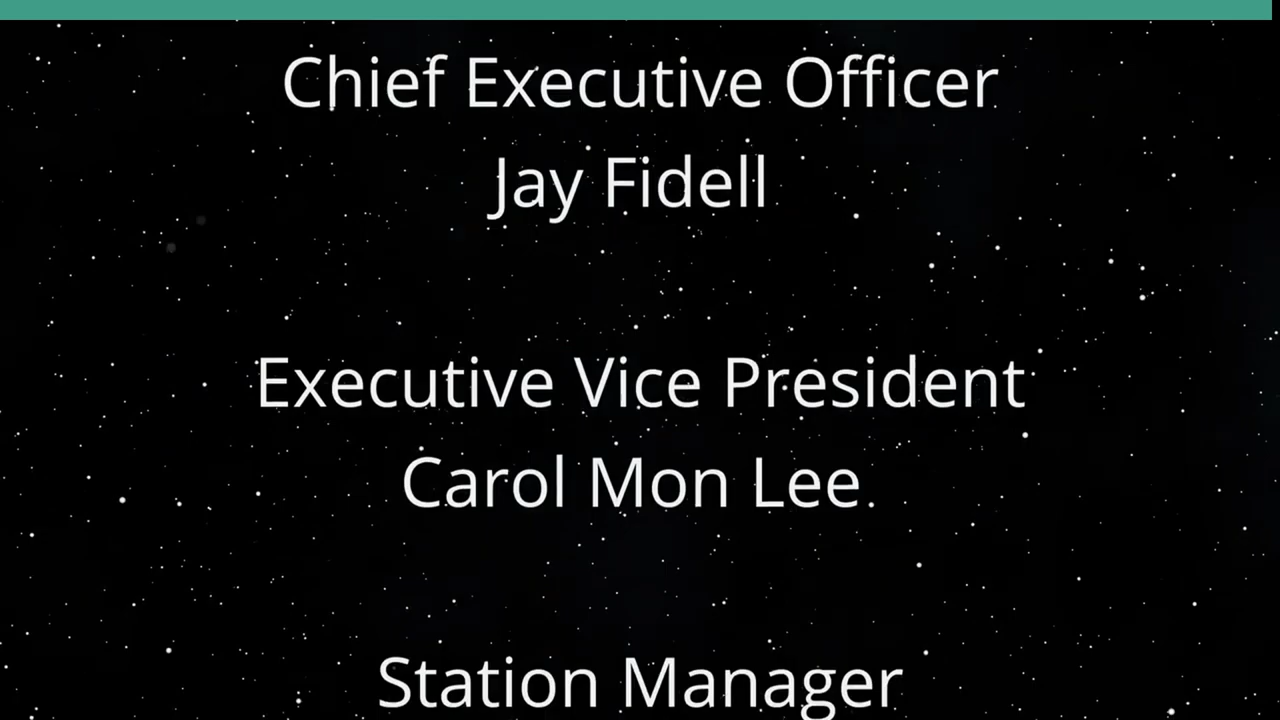 Chief Executive Officer
Jay Fidell
Executive Vice President
Carol Mon Lee
Station Manager